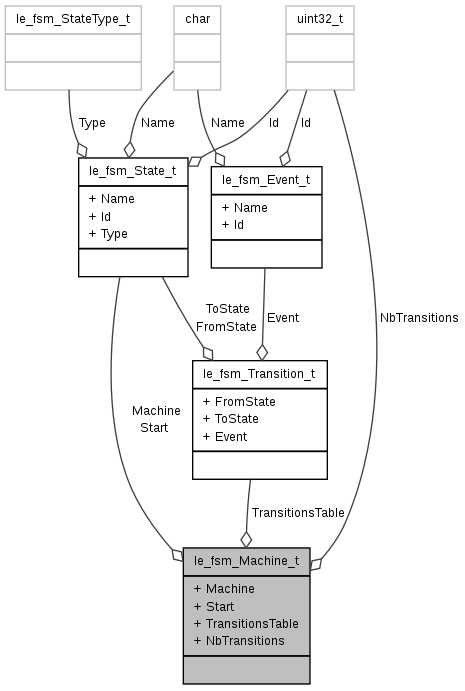 le_fsm_StateType_t
char
uint32_t
Type
Name
Name
Id
Id
le_fsm_State_t
+ Name
+ Id
+ Type
le_fsm_Event_t
+ Name
+ Id
ToState
FromState
Event
NbTransitions
le_fsm_Transition_t
+ FromState
+ ToState
+ Event
Machine
Start
TransitionsTable
le_fsm_Machine_t
+ Machine
+ Start
+ TransitionsTable
+ NbTransitions